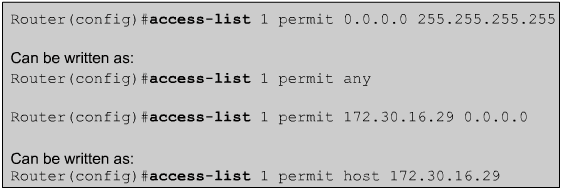 Router(config)#access-list 1 permit 0.0.0.0 255.255.255.255
Can be written as:
Router(config)#access-list 1 permit any
Router(config)#access-list 1 permit 172.30.16.29 0.0.0.0
Can be written as:
Router(config)#access-list 1 permit host 172.30.16.29